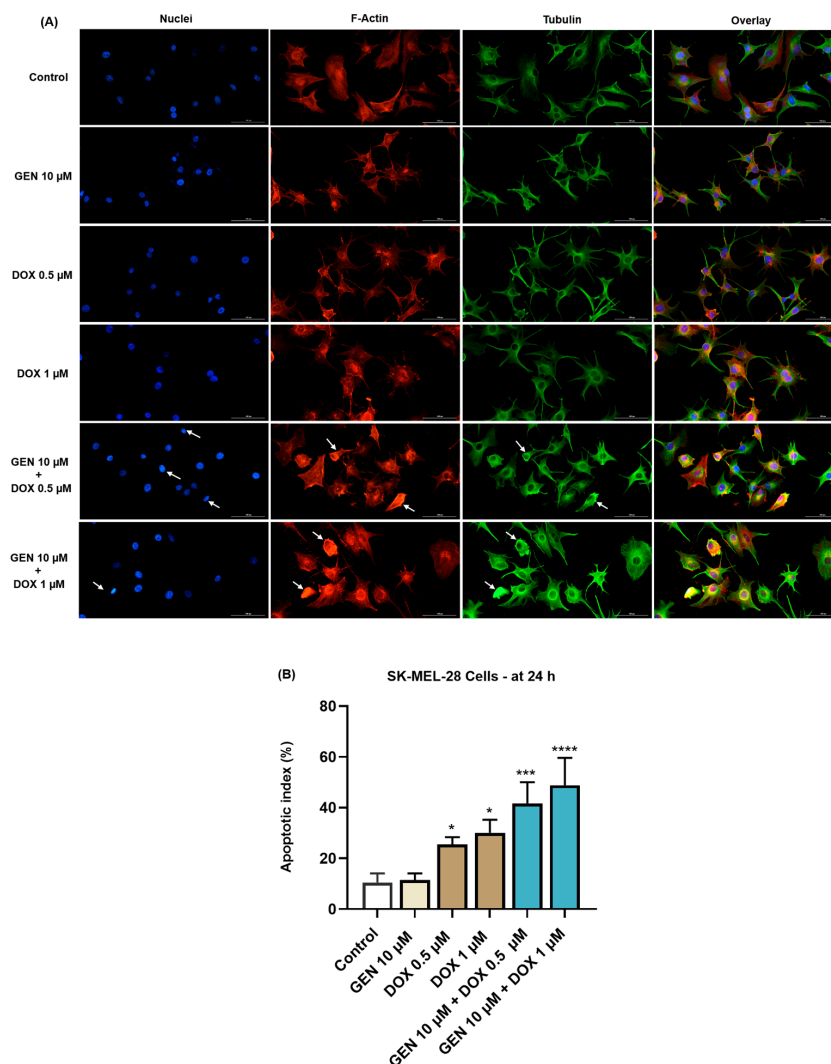 (A)
Nuclei F-Actin Tubulin Overlay
Control
GEN 10 µM
DOX 0.5 µM
DOX 1 µM
GEN 10 µM
+
DOX 0.5 µM
GEN 10 µM
+
DOX 1 µM
(B)
SK-MEL-28 Cells - at 24 h
Apoptotic index (%)
80
60
40
20
0
*
*
***
****
Control
GEN 10 µM
DOX 0.5 µM
DOX 1 µM
GEN 10 µM + DOX 0.5 µM
GEN 10 µM + DOX 1 µM